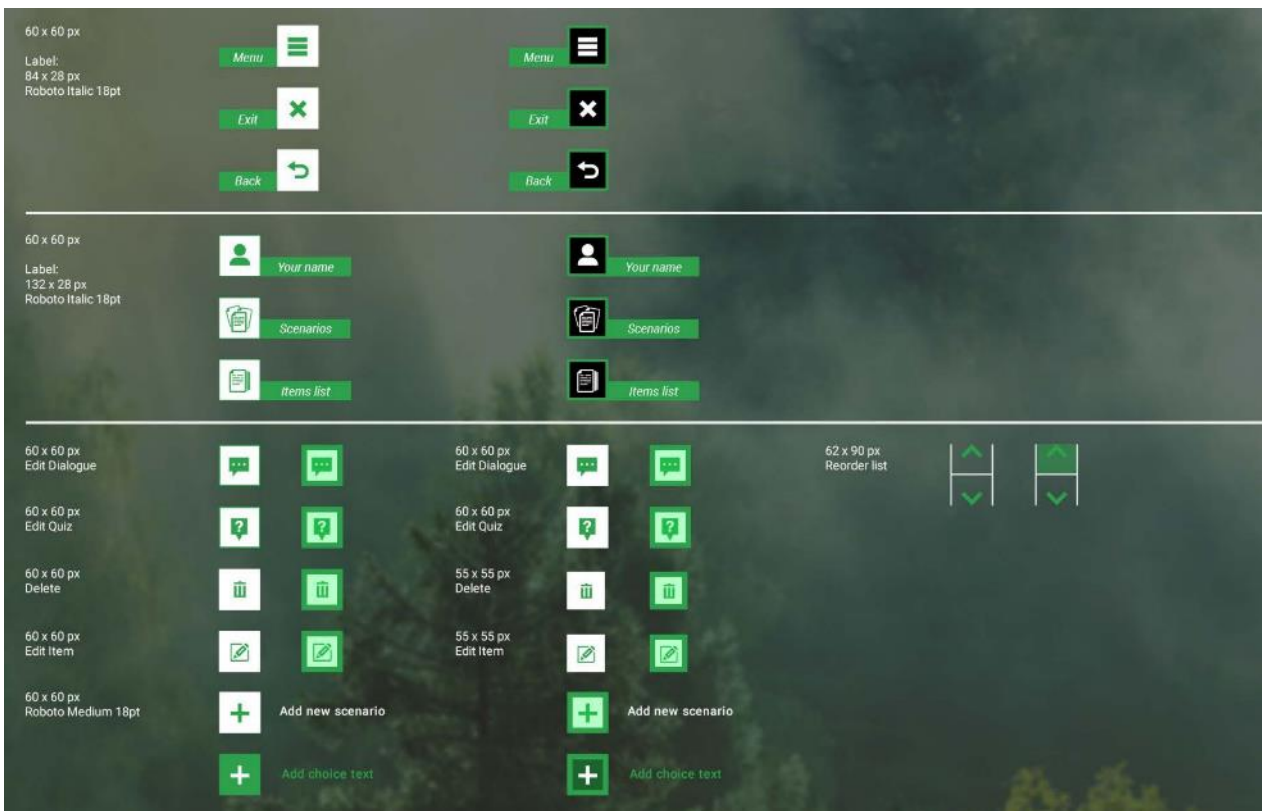 60 x 60 px
Label:
84 x 28 px
Roboto Italic 18pt
Menu
Menu
Exit
Exit
Back
Back
60 x 60 px
Label:
132 x 28 px
Roboto Italic 18pt
Your name
Your name
Scenarios
Scenarios
Items list
Items list
60 x 60 px
Edit Dialogue
60 x 60 px
Edit Dialogue
62 x 90 px
Reorder list
60 x 60 px
Edit Quiz
?
?
60 x 60 px
Edit Quiz
?
?
60 x 60 px
Delete
55 x 55 px
Delete
60 x 60 px
Edit Item
55 x 55 px
Edit Item
60 x 60 px
Roboto Medium 18pt
Add new scenario
Add new scenario
Add choice text
Add choice text